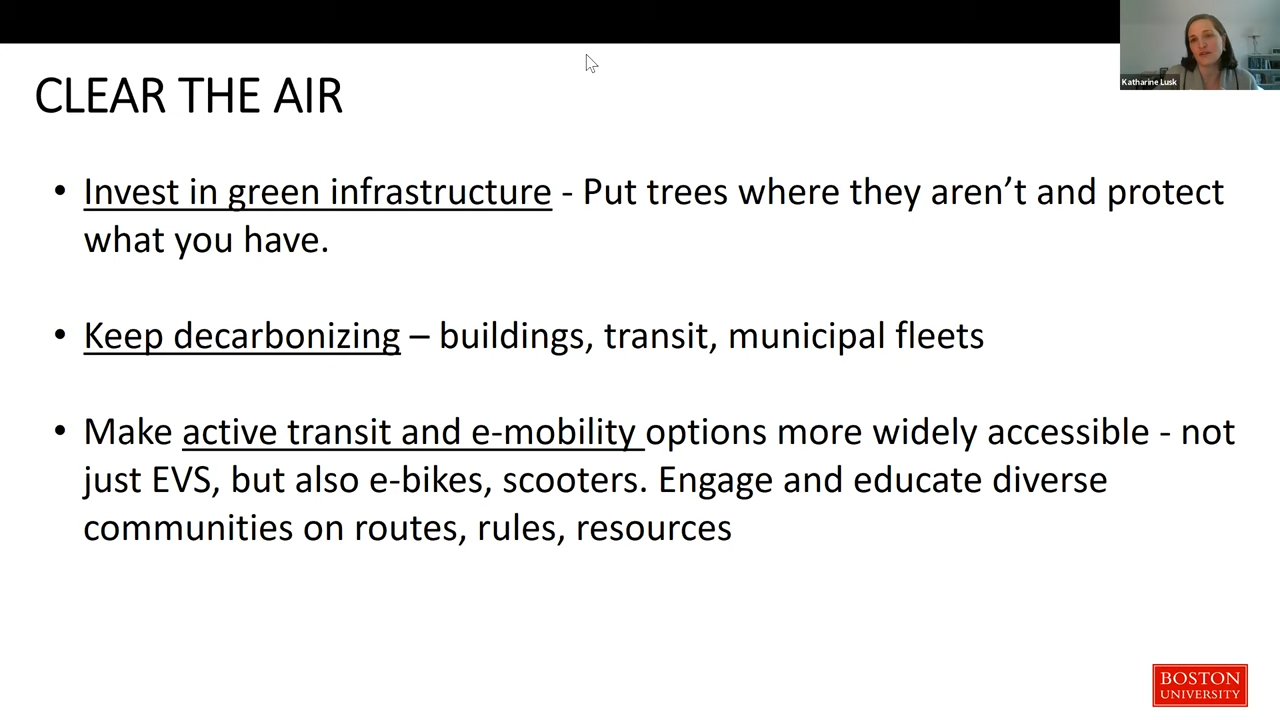 Katharine Lusk
CLEAR THE AIR
• Invest in green infrastructure - Put trees where they aren’t and protect
what you have.
• Keep decarbonizing – buildings, transit, municipal fleets
• Make active transit and e-mobility options more widely accessible - not
just EVS, but also e-bikes, scooters. Engage and educate diverse
communities on routes, rules, resources
BOSTON
UNIVERSITY